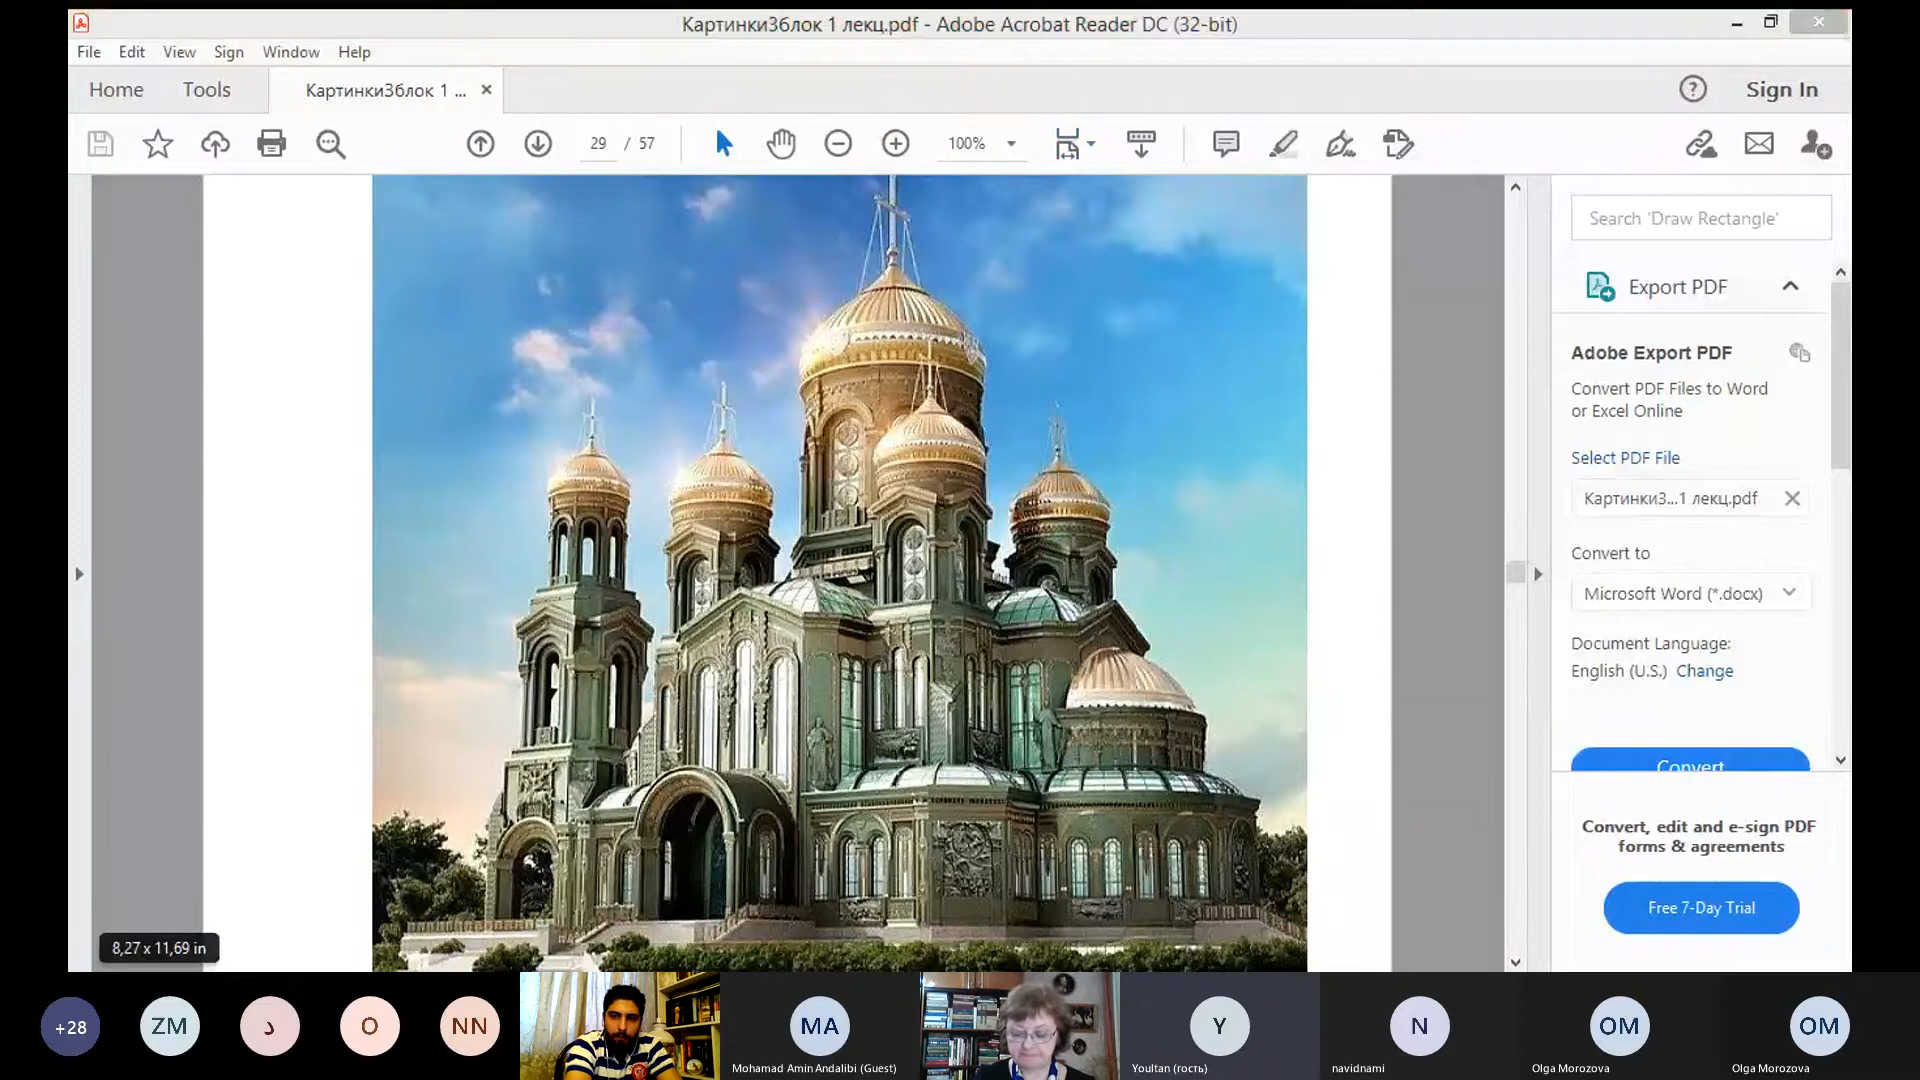 Картинки3блок 1 лекц.pdf - Adobe Acrobat Reader DC (32-bit)
File Edit View Sign Window Help
Home Tools Картинки3блок 1 ... Sign In
29 / 57 100%
Search 'Draw Rectangle'
Export PDF
Adobe Export PDF
Convert PDF Files to Word
or Excel Online
Select PDF File
Картинки3...1 лекц.pdf
Convert to
Microsoft Word (*.docx)
Document Language:
English (U.S.) Change
Convert
Convert, edit and e-sign PDF
forms & agreements
Free 7-Day Trial
8,27 x 11,69 in
+28 ZM د O NN MA Y N OM OM
Mohamad Amin Andalibi (Guest) Youltan (гость) navidnami Olga Morozova Olga Morozova